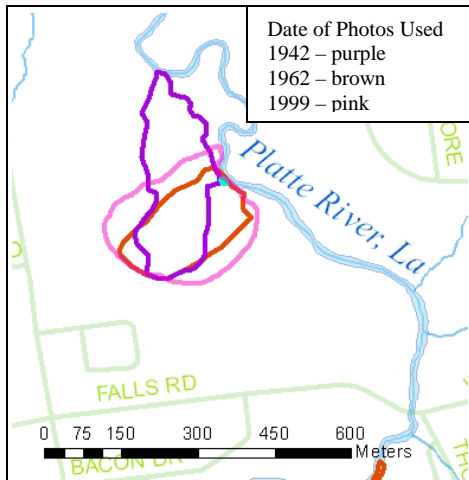 Date of Photos Used
1942 – purple
1962 – brown
1999 – pink
ORE
Platte River, La
FALLS RD
0 75 150 300 450 600
Meters
BACON DR